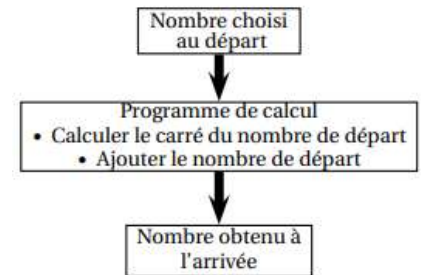 Nombre choisi
au départ
Programme de calcul
• Calculer le carré du nombre de départ
• Ajouter le nombre de départ
Nombre obtenu à
l'arrivée